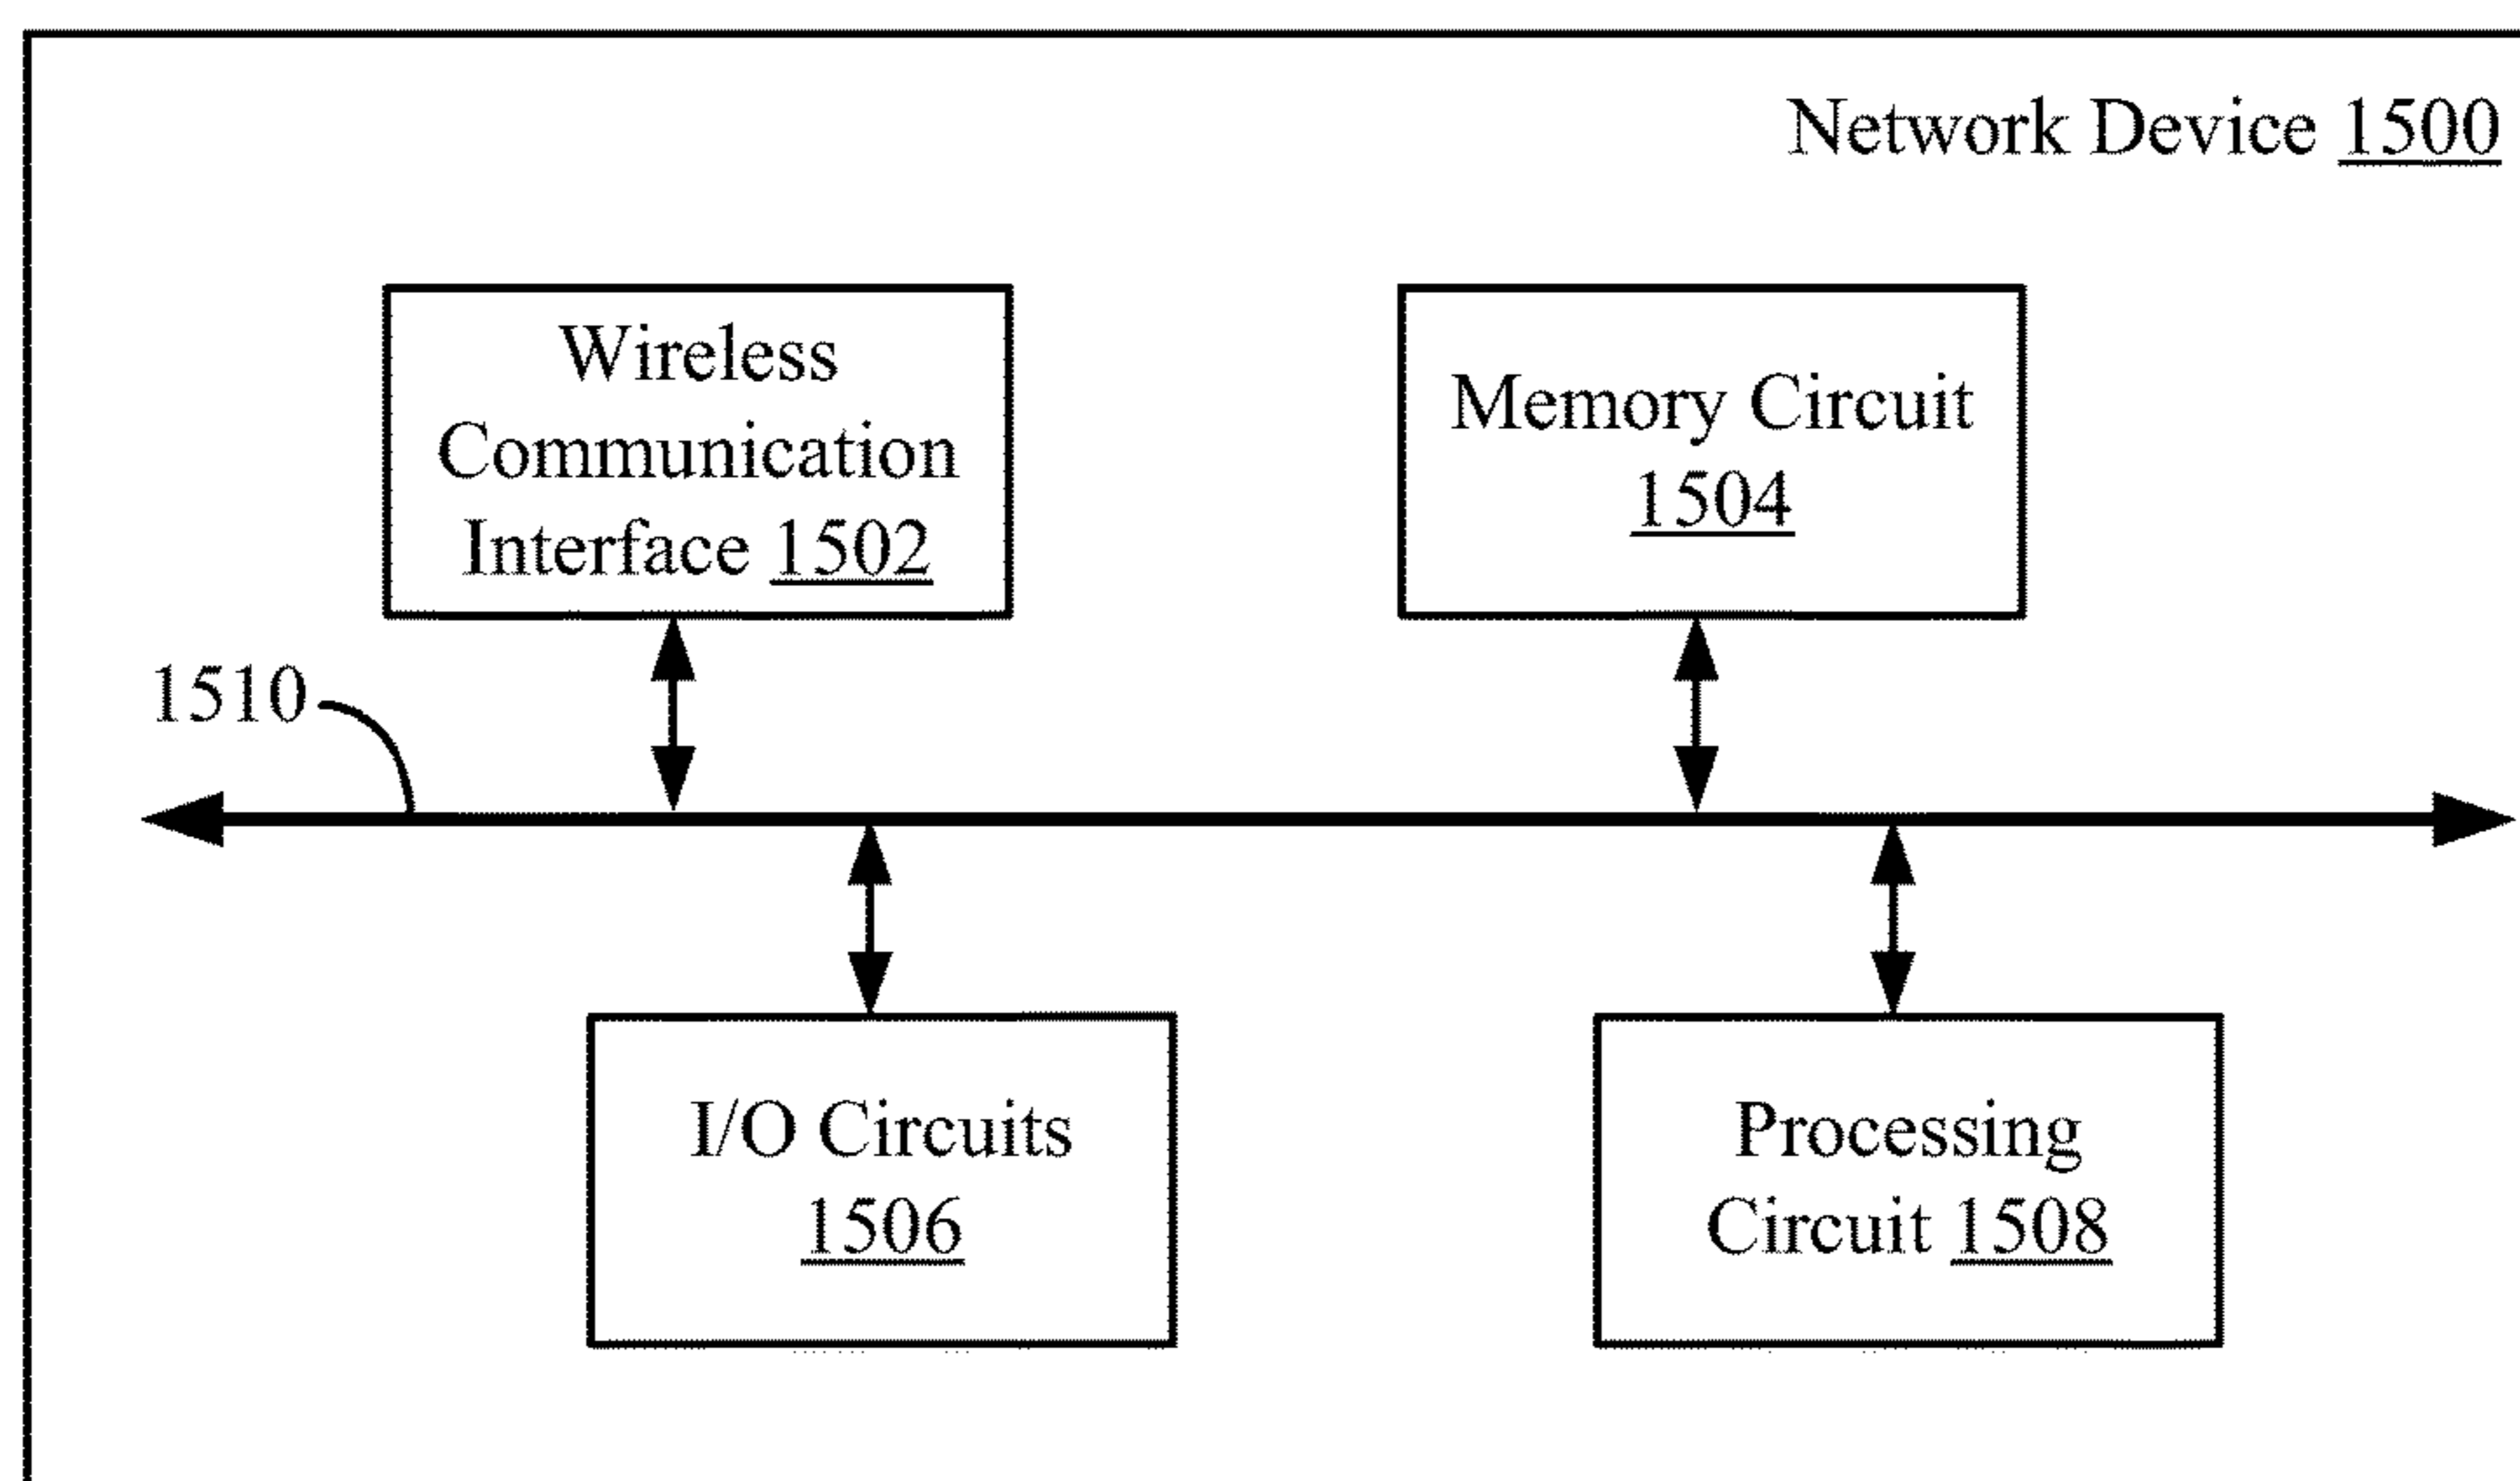 Network Device 1500
Wireless
Communication
Interface 1502
Memory Circuit
1504
1510
I/O Circuits
1506
Processing
Circuit 1508